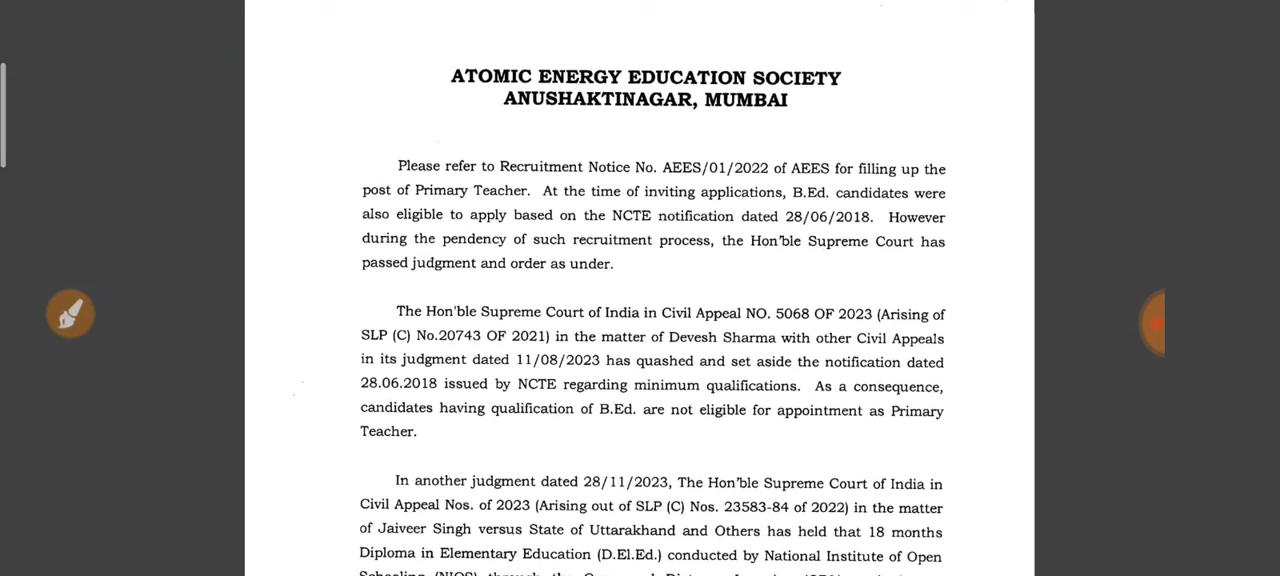 ATOMIC ENERGY EDUCATION SOCIETY
ANUSHAKTINAGAR, MUMBAI
Please refer to Recruitment Notice No. AEES/01/2022 of AEES for filling up the
post of Primary Teacher. At the time of inviting applications, B.Ed. candidates were
also eligible to apply based on the NCTE notification dated 28/06/2018. However
during the pendency of such recruitment process, the Hon'ble Supreme Court has
passed judgment and order as under.
The Hon'ble Supreme Court of India in Civil Appeal NO. 5068 OF 2023 (Arising of
SLP (C) No.20743 OF 2021) in the matter of Devesh Sharma with other Civil Appeals
in its judgment dated 11/08/2023 has quashed and set aside the notification dated
28.06.2018 issued by NCTE regarding minimum qualifications. As a consequence,
candidates having qualification of B.Ed. are not eligible for appointment as Primary
Teacher.
In another judgment dated 28/11/2023, The Hon'ble Supreme Court of India in
Civil Appeal Nos. of 2023 (Arising out of SLP (C) Nos. 23583-84 of 2022) in the matter
of Jaiveer Singh versus State of Uttarakhand and Others has held that 18 months
Diploma in Elementary Education (D.El.Ed.) conducted by National Institute of Open